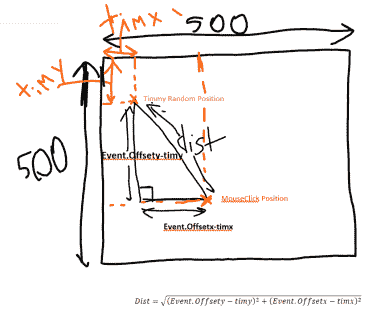 timx
500
timy
Timmy Random Position
500
dist
Event.Offsety-timy
MouseClick Position
Event.Offsetx-timx
Dist = √(Event.Offsety − timy)² + (Event.Offsetx − timx)²